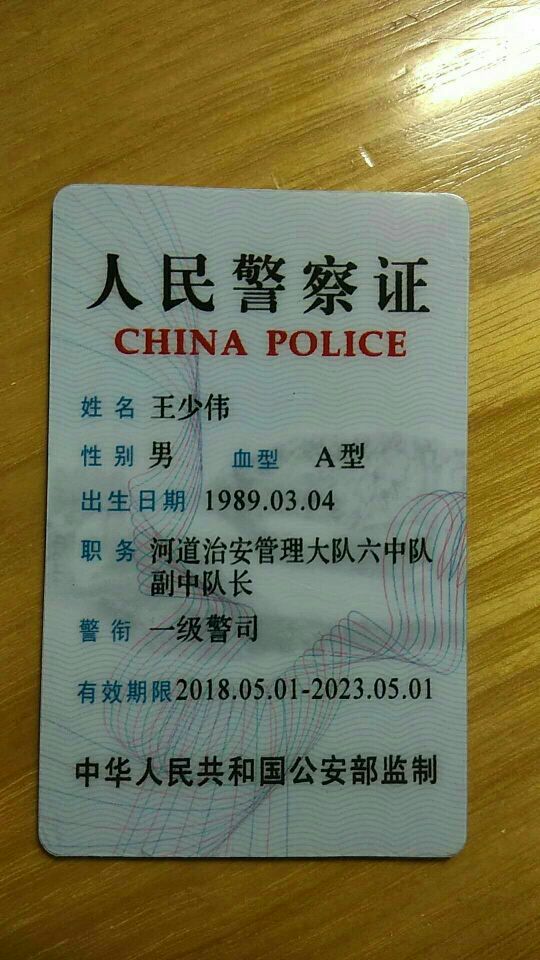 人民警察证
CHINA POLICE
姓名 王少伟
性别 男 血型 A型
出生日期 1989.03.04
职务 河道治安管理大队六中队
副中队长
警衔 一级警司
有效期限 2018.05.01-2023.05.01
中华人民共和国公安部监制